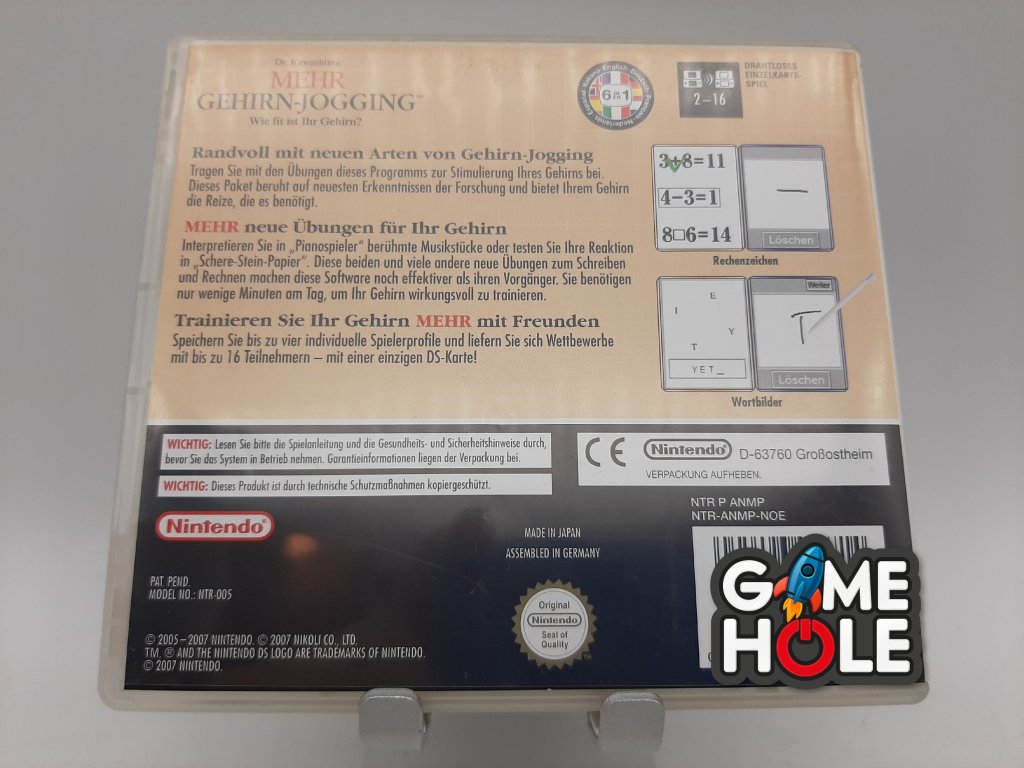 Dr. Kawashima:
MEHR
GEHIRN-JOGGING™
Wie fit ist Ihr Gehirn?
Italiano·English·Deutsch·Français·Nederlands·Español
6 IN 1
2–16
DRAHTLOSES
EINZELKARTE-
SPIEL
Randvoll mit neuen Arten von Gehirn-Jogging
Tragen Sie mit den Übungen dieses Programms zur Stimulierung Ihres Gehirns bei.
Dieses Paket beruht auf neuesten Erkenntnissen der Forschung und bietet Ihrem Gehirn
die Reize, die es benötigt.
MEHR neue Übungen für Ihr Gehirn
Interpretieren Sie in „Pianospieler“ berühmte Musikstücke oder testen Sie Ihre Reaktion
in „Schere-Stein-Papier“. Diese beiden und viele andere neue Übungen zum Schreiben
und Rechnen machen diese Software noch effektiver als ihren Vorgänger. Sie benötigen
nur wenige Minuten am Tag, um Ihr Gehirn wirkungsvoll zu trainieren.
Trainieren Sie Ihr Gehirn MEHR mit Freunden
Speichern Sie bis zu vier individuelle Spielerprofile und liefern Sie sich Wettbewerbe
mit bis zu 16 Teilnehmern – mit einer einzigen DS-Karte!
3+8=11
4−3=1
8□6=14
Löschen
Rechenzeichen
E
I
Y
T
YET_
Weiter
T
Löschen
Wortbilder
WICHTIG: Lesen Sie bitte die Spielanleitung und die Gesundheits- und Sicherheitshinweise durch,
bevor Sie das System in Betrieb nehmen. Garantieinformationen liegen der Verpackung bei.
WICHTIG: Dieses Produkt ist durch technische Schutzmaßnahmen kopiergeschützt.
CE Nintendo® D-63760 Großostheim
VERPACKUNG AUFHEBEN.
NTR P ANMP
NTR-ANMP-NOE
Nintendo®
MADE IN JAPAN
ASSEMBLED IN GERMANY
PAT. PEND.
MODEL NO.: NTR-005
Original
Nintendo
Seal of
Quality
TM
© 2005–2007 NINTENDO. © 2007 NIKOLI CO., LTD.
TM, ® AND THE NINTENDO DS LOGO ARE TRADEMARKS OF NINTENDO.
© 2007 NINTENDO.
GAME
HOLE